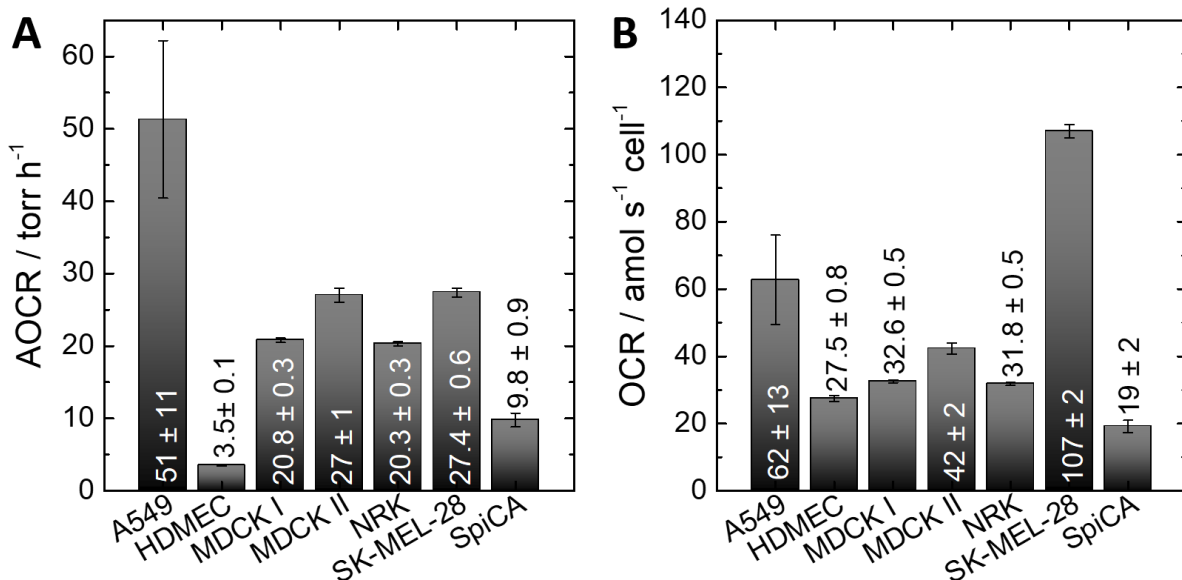 A
AOCR / torr h⁻¹
60
50
40
30
20
10
0
51 ± 11
3.5± 0.1
20.8 ± 0.3
27 ± 1
20.3 ± 0.3
27.4 ± 0.6
9.8 ± 0.9
A549
HDMEC
MDCK I
MDCK II
NRK
SK-MEL-28
SpiCA
B
OCR / amol s⁻¹ cell⁻¹
140
120
100
80
60
40
20
0
62 ± 13
27.5 ± 0.8
32.6 ± 0.5
42 ± 2
31.8 ± 0.5
107 ± 2
19 ± 2
A549
HDMEC
MDCK I
MDCK II
NRK
SK-MEL-28
SpiCA